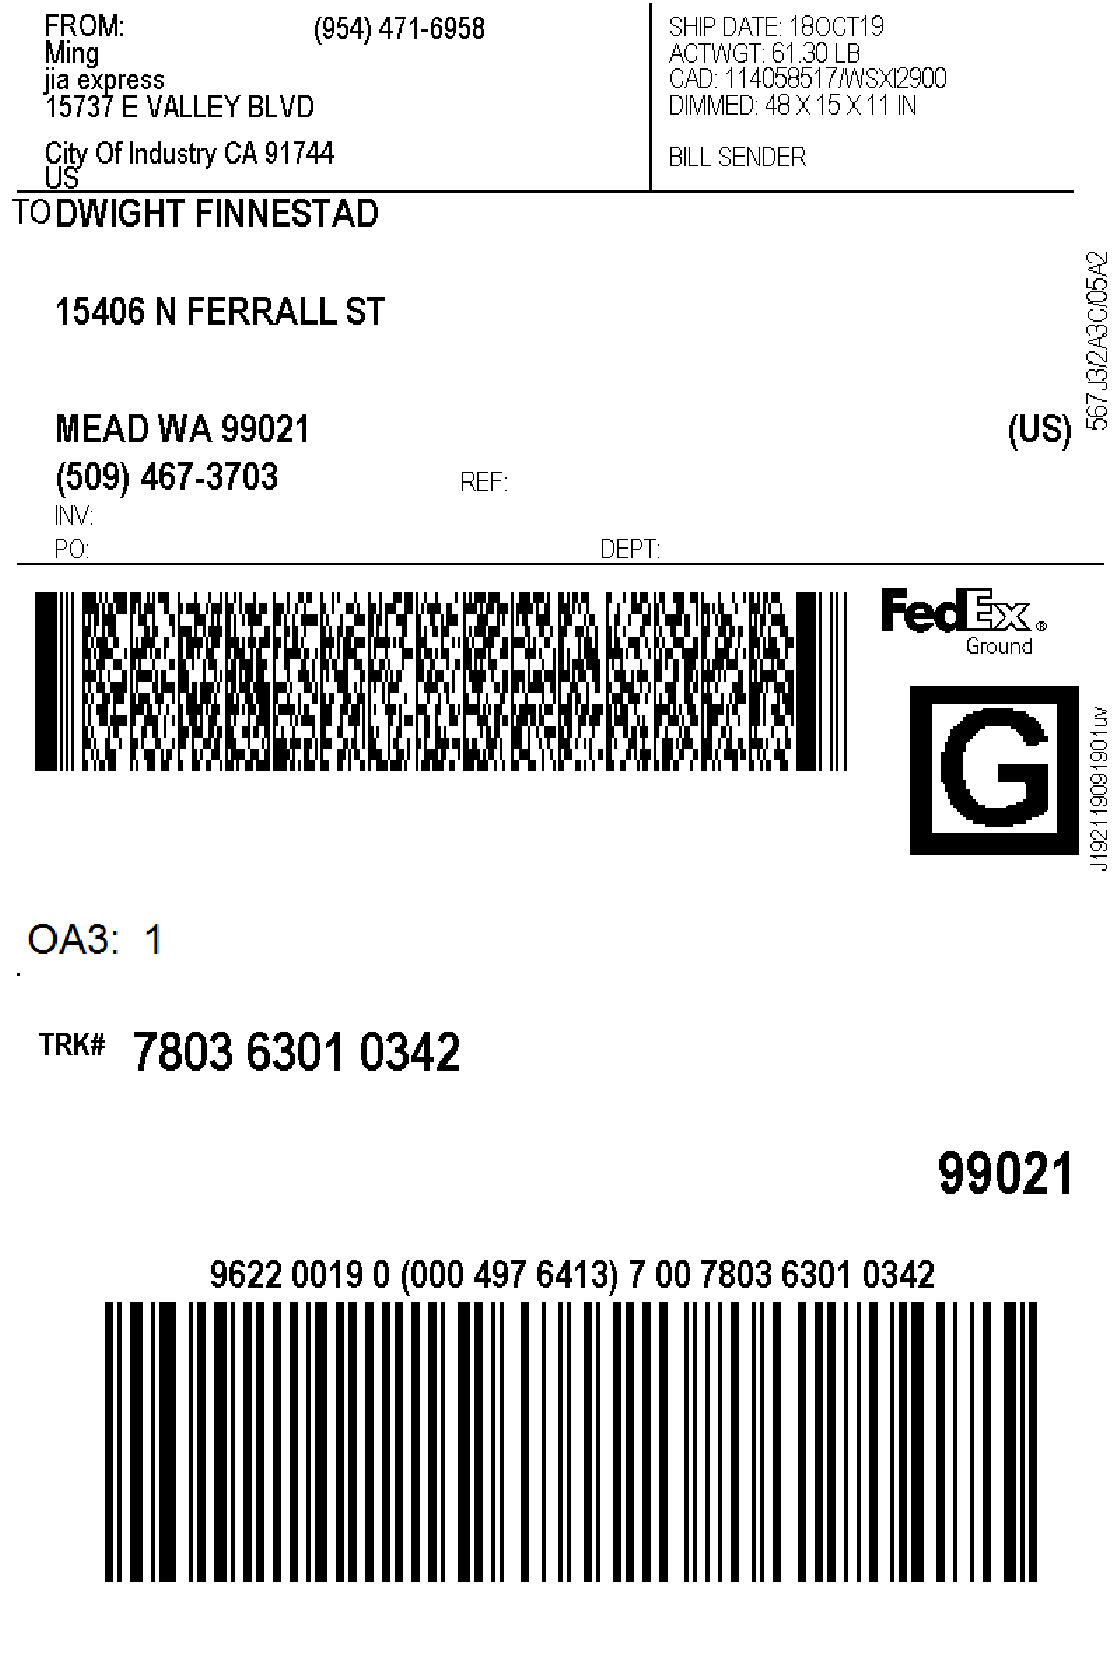 FROM: (954) 471-6958
Ming
jia express
15737 E VALLEY BLVD
City Of Industry CA 91744
US
SHIP DATE: 18OCT19
ACTWGT: 61.30 LB
CAD: 114058517/WSXI2900
DIMMED: 48 X 15 X 11 IN
BILL SENDER
TO DWIGHT FINNESTAD
15406 N FERRALL ST
MEAD WA 99021 (US)
(509) 467-3703 REF:
INV:
PO: DEPT:
567J3/2A3C/05A2
FedEx®
Ground
G
J192119091901uv
OA3: 1
.
TRK# 7803 6301 0342
99021
9622 0019 0 (000 497 6413) 7 00 7803 6301 0342